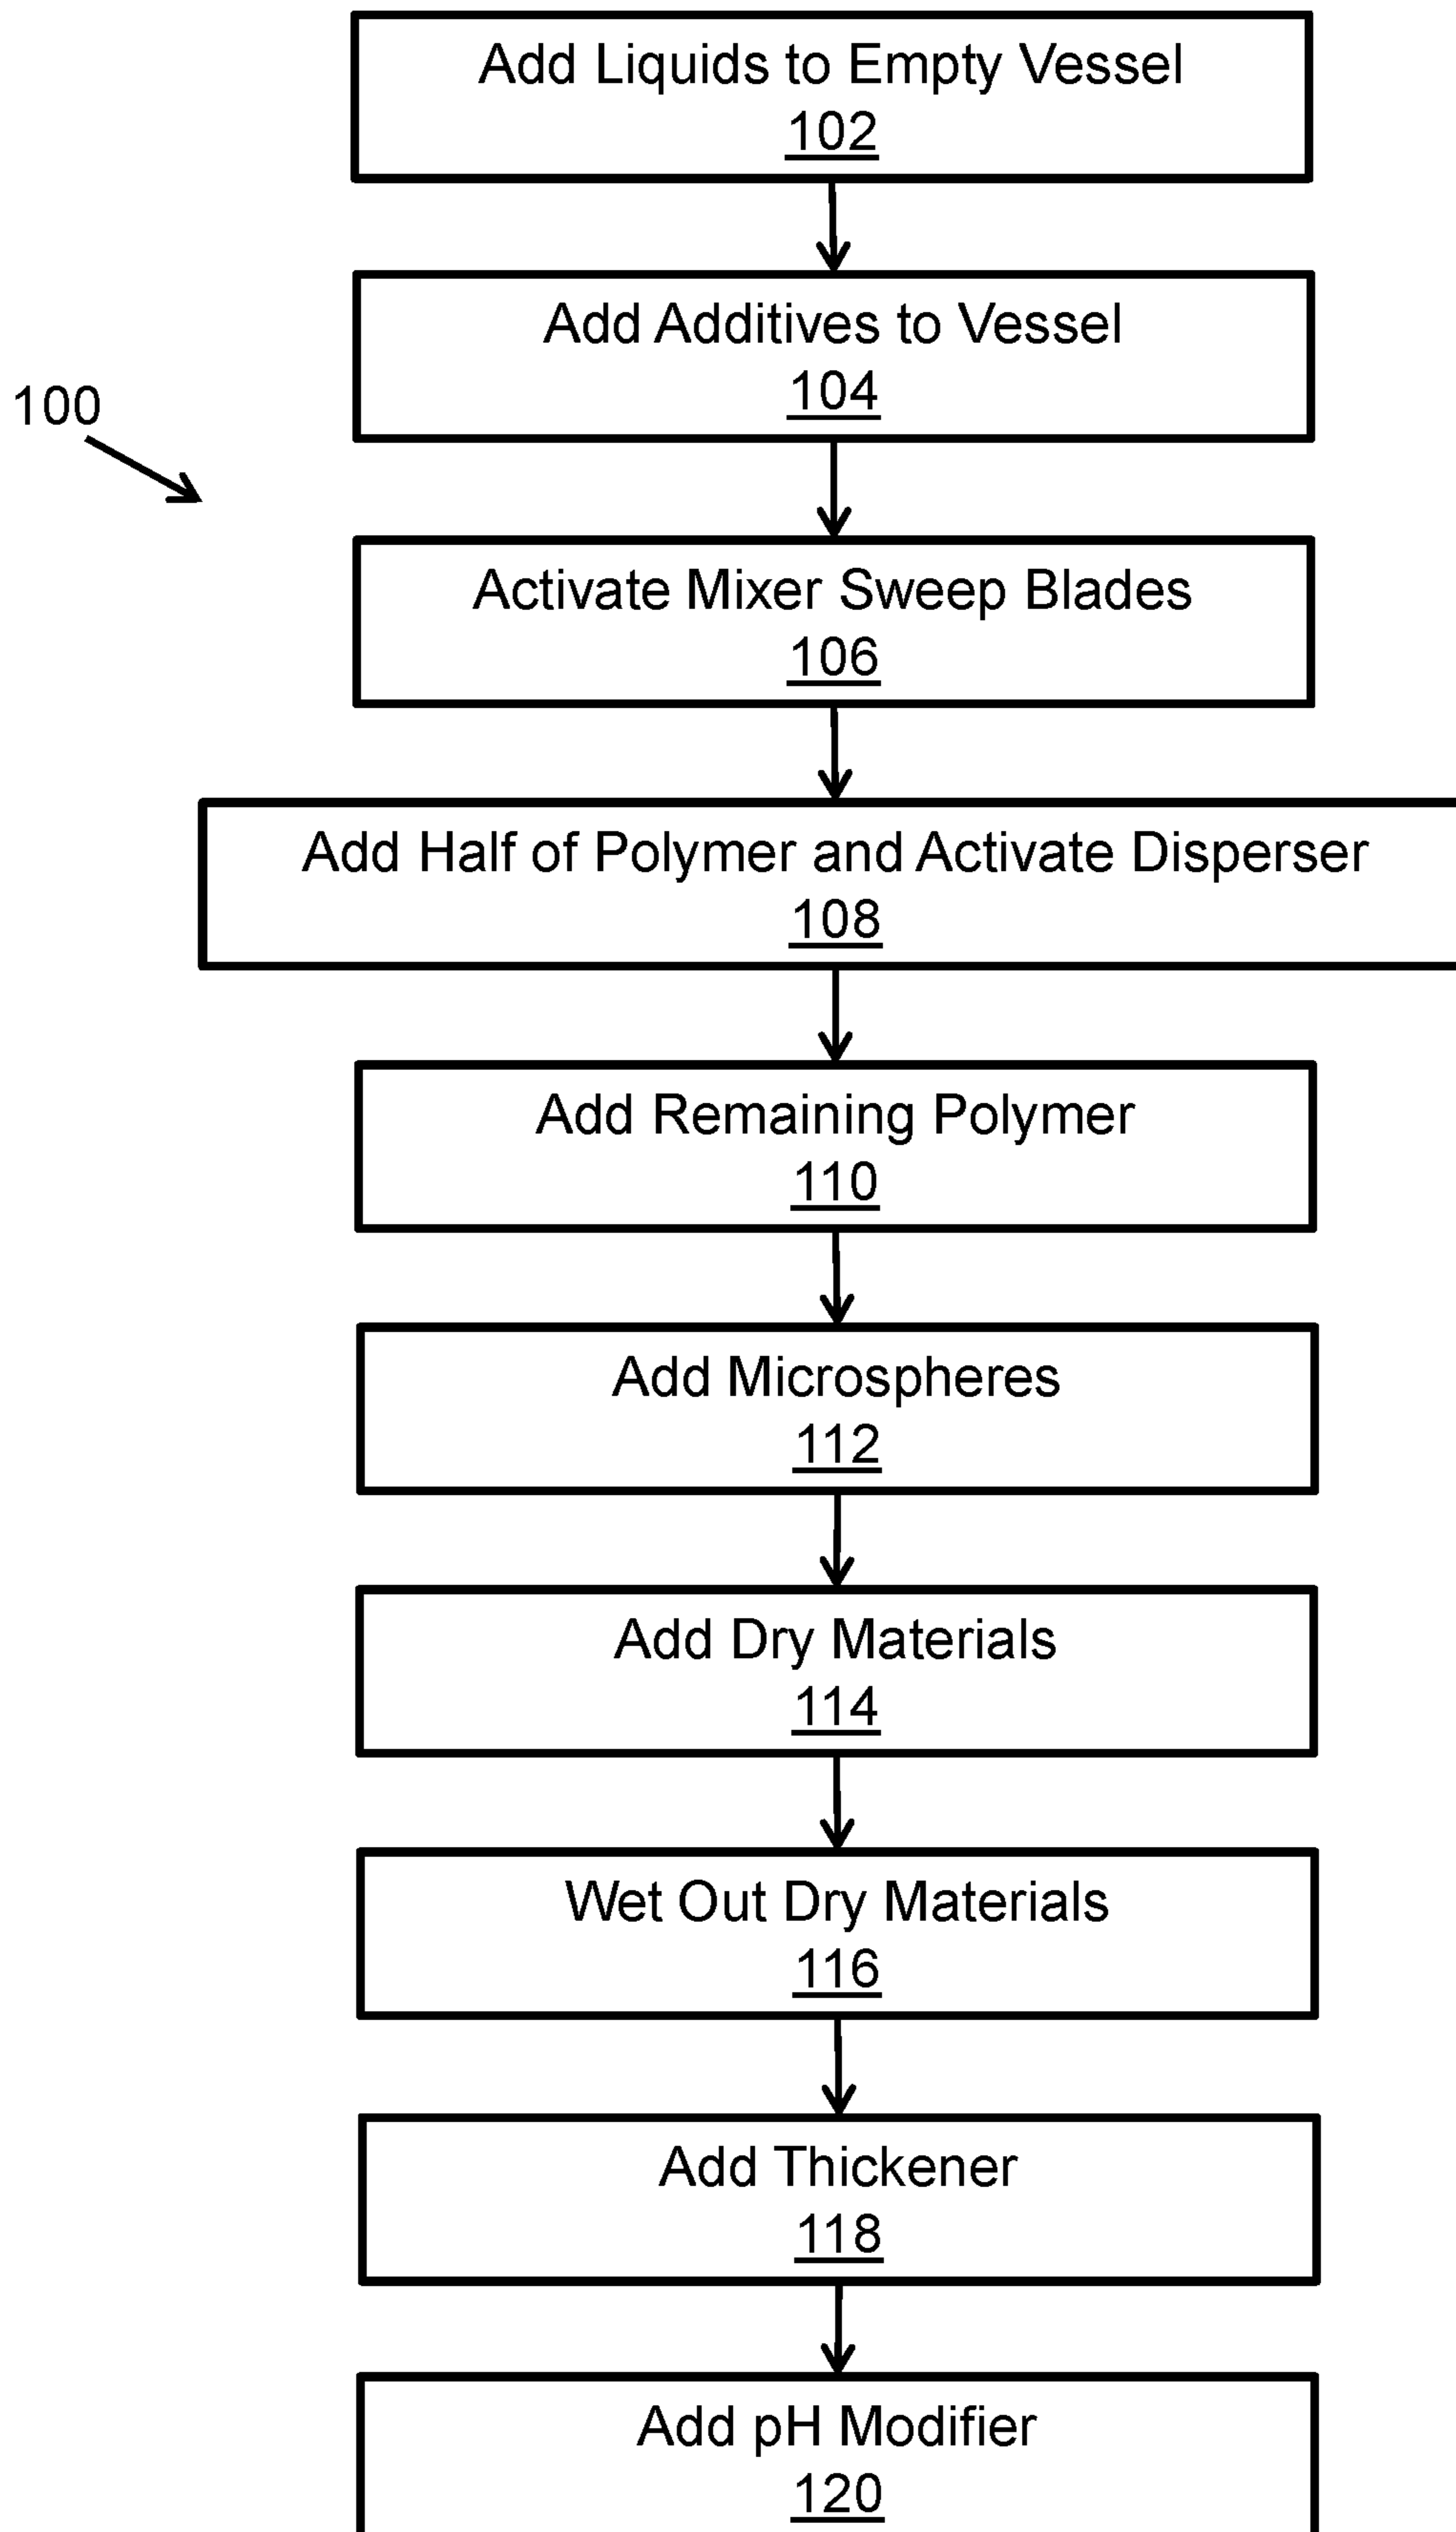 Add Liquids to Empty Vessel
102
Add Additives to Vessel
104
100
Activate Mixer Sweep Blades
106
Add Half of Polymer and Activate Disperser
108
Add Remaining Polymer
110
Add Microspheres
112
Add Dry Materials
114
Wet Out Dry Materials
116
Add Thickener
118
Add pH Modifier
120